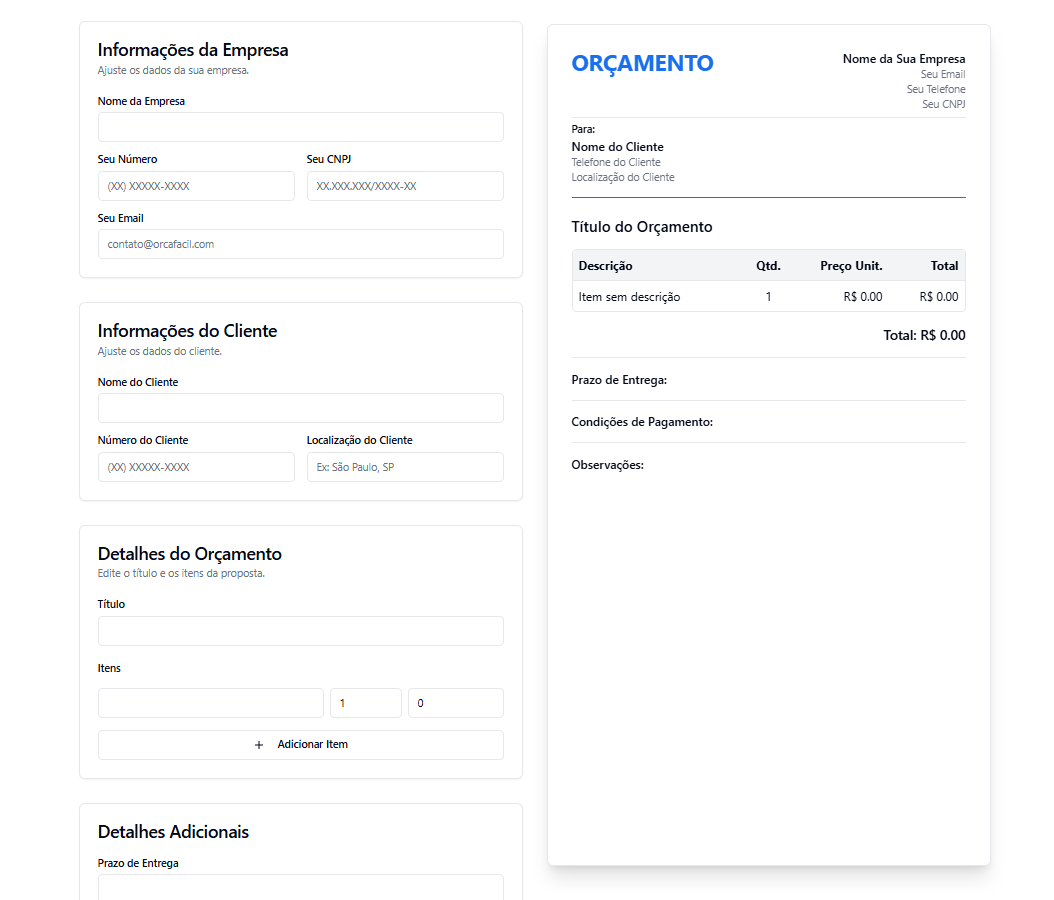 Informações da Empresa
Ajuste os dados da sua empresa.
Nome da Empresa
Seu Número
Seu CNPJ
(XX) XXXXX-XXXX
XX.XXX.XXX/XXXX-XX
Seu Email
contato@orcafacil.com
Informações do Cliente
Ajuste os dados do cliente.
Nome do Cliente
Número do Cliente
Localização do Cliente
(XX) XXXXX-XXXX
Ex: São Paulo, SP
Detalhes do Orçamento
Edite o título e os itens da proposta.
Título
Itens
1
0
+ Adicionar Item
Detalhes Adicionais
Prazo de Entrega
ORÇAMENTO
Nome da Sua Empresa
Seu Email
Seu Telefone
Seu CNPJ
Para:
Nome do Cliente
Telefone do Cliente
Localização do Cliente
Título do Orçamento
Descrição Qtd. Preço Unit. Total
Item sem descrição 1 R$ 0.00 R$ 0.00
Total: R$ 0.00
Prazo de Entrega:
Condições de Pagamento:
Observações: